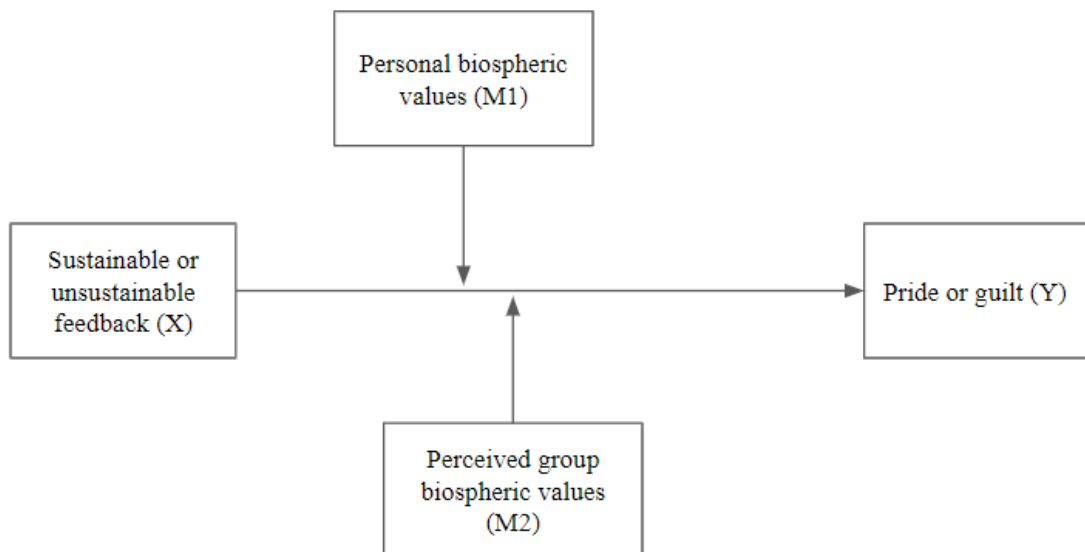 Personal biospheric
values (M1)
Sustainable or
unsustainable
feedback (X)
Pride or guilt (Y)
Perceived group
biospheric values
(M2)